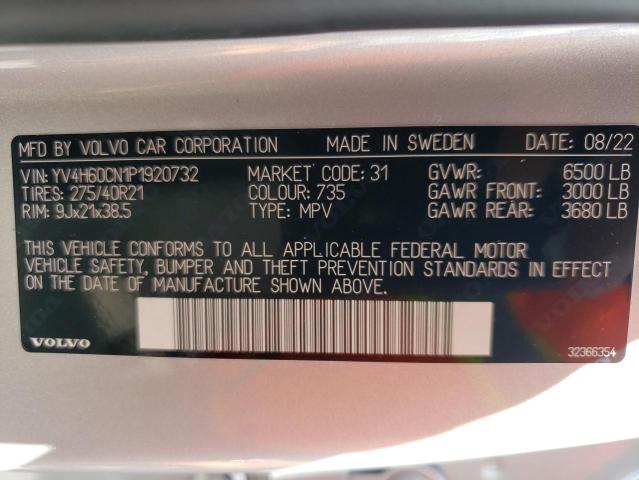 MFD BY VOLVO CAR CORPORATION MADE IN SWEDEN DATE: 08/22
VIN: YV4H60CN1P1920732 MARKET CODE: 31 GVWR: 6500 LB
TIRES: 275/40R21 COLOUR: 735 GAWR FRONT: 3000 LB
RIM: 9Jx21x38.5 TYPE: MPV GAWR REAR: 3680 LB
THIS VEHICLE CONFORMS TO ALL APPLICABLE FEDERAL MOTOR
VEHICLE SAFETY, BUMPER AND THEFT PREVENTION STANDARDS IN EFFECT
ON THE DATE OF MANUFACTURE SHOWN ABOVE.
VOLVO 32366354